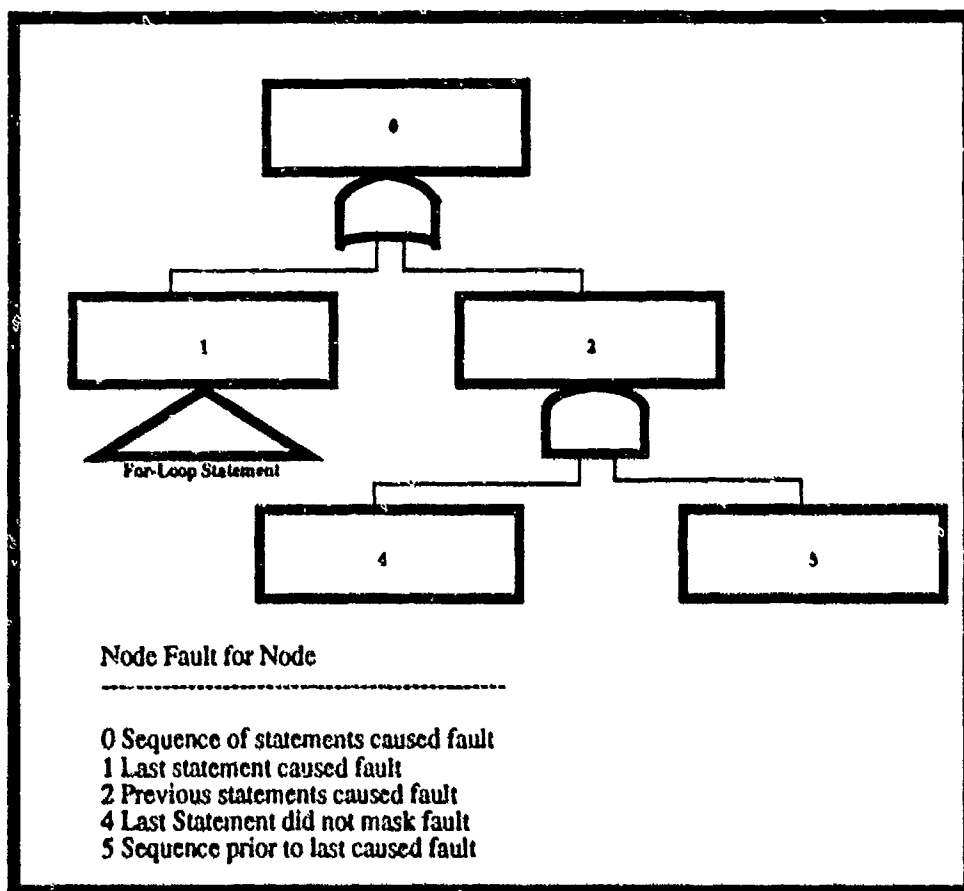 0
1
2
For-Loop Statement
4
5
Node Fault for Node
--------------------------------------------------
0 Sequence of statements caused fault
1 Last statement caused fault
2 Previous statements caused fault
4 Last Statement did not mask fault
5 Sequence prior to last caused fault